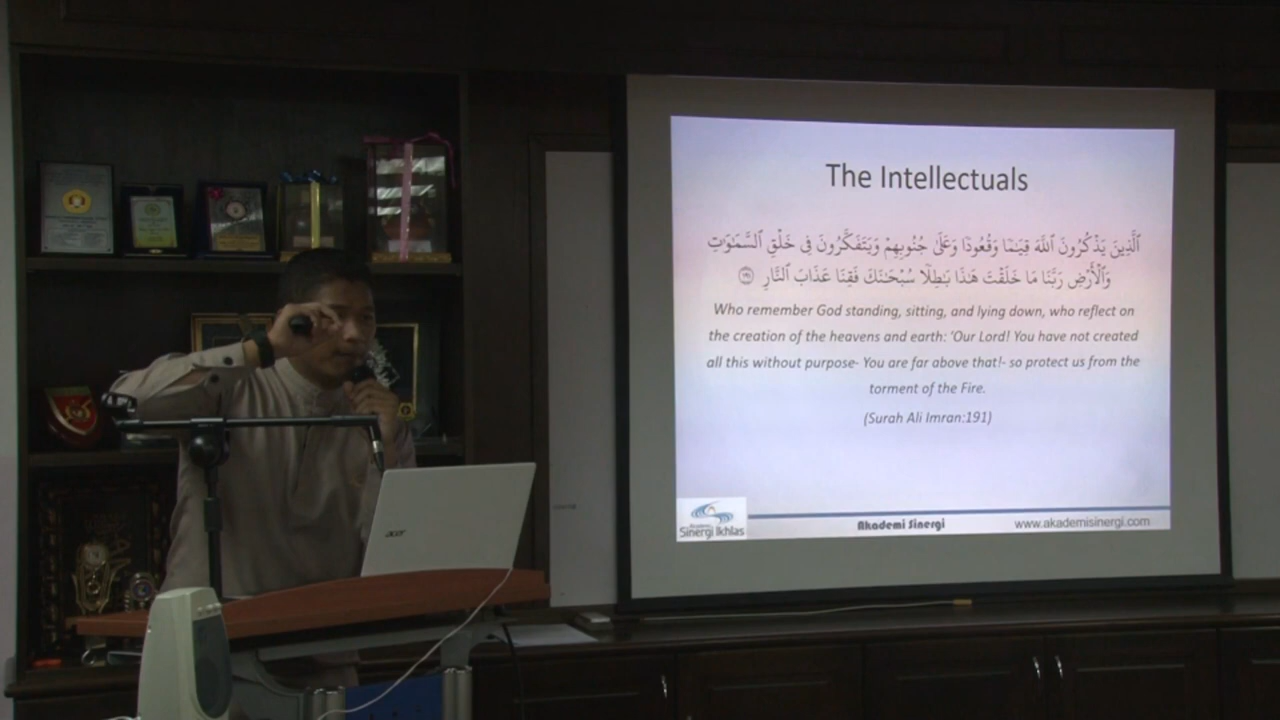 The Intellectuals
ٱلَّذِينَ يَذْكُرُونَ ٱللَّهَ قِيَـٰمًا وَقُعُودًا وَعَلَىٰ جُنُوبِهِمْ وَيَتَفَكَّرُونَ فِى خَلْقِ ٱلسَّمَـٰوَٰتِ
وَٱلْأَرْضِ رَبَّنَا مَا خَلَقْتَ هَـٰذَا بَـٰطِلًا سُبْحَـٰنَكَ فَقِنَا عَذَابَ ٱلنَّارِ ١٩١
Who remember God standing, sitting, and lying down, who reflect on
the creation of the heavens and earth: 'Our Lord! You have not created
all this without purpose- You are far above that!- so protect us from the
torment of the Fire.
(Surah Ali Imran:191)
Akademi
Sinergi Ikhlas
Akademi Sinergi
www.akademisinergi.com
acer